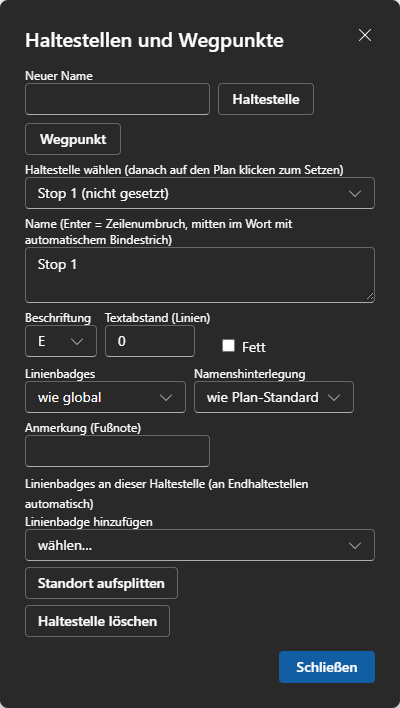 Haltestellen und Wegpunkte
Neuer Name
Haltestelle
Wegpunkt
Haltestelle wählen (danach auf den Plan klicken zum Setzen)
Stop 1 (nicht gesetzt)
Name (Enter = Zeilenumbruch, mitten im Wort mit
automatischem Bindestrich)
Stop 1
Beschriftung Textabstand (Linien)
E 0 Fett
Linienbadges Namenshinterlegung
wie global wie Plan-Standard
Anmerkung (Fußnote)
Linienbadges an dieser Haltestelle (an Endhaltestellen
automatisch)
Linienbadge hinzufügen
wählen...
Standort aufsplitten
Haltestelle löschen
Schließen